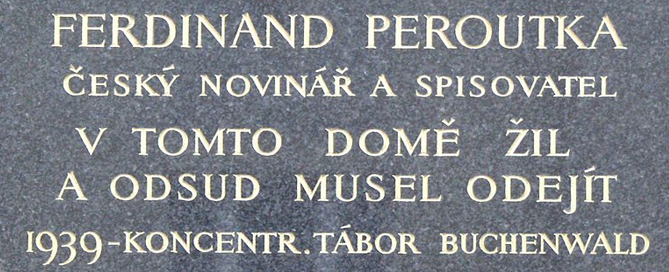 FERDINAND PEROUTKA
ČESKÝ NOVINÁŘ A SPISOVATEL
V TOMTO DOMĚ ŽIL
A ODSUD MUSEL ODEJÍT
1939-KONCENTR. TÁBOR BUCHENWALD